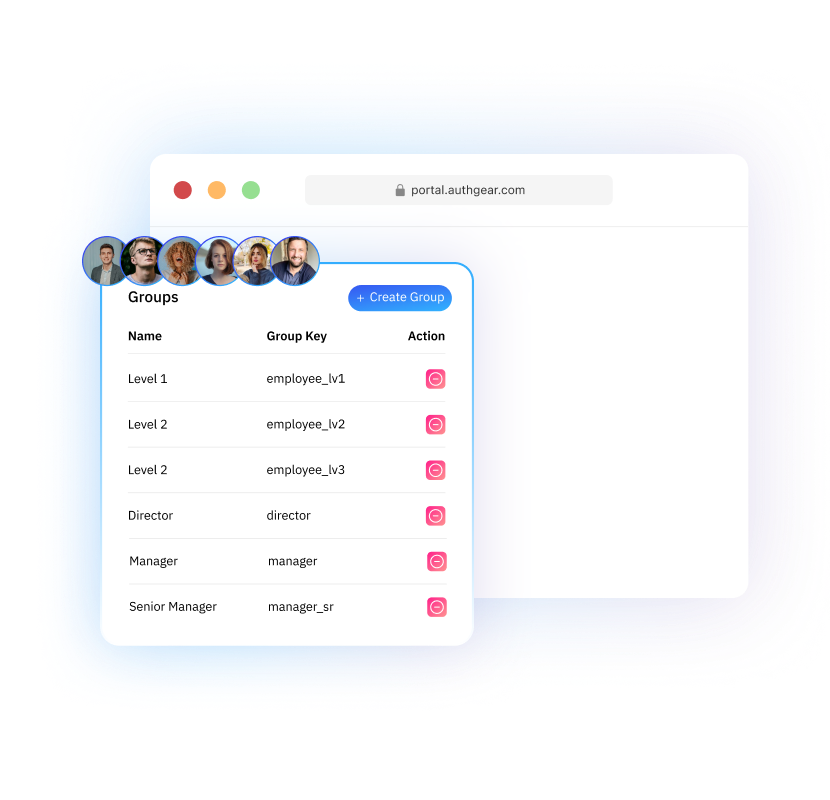 portal.authgear.com
Groups
+ Create Group
Name Group Key Action
Level 1 employee_lv1
Level 2 employee_lv2
Level 2 employee_lv3
Director director
Manager manager
Senior Manager manager_sr